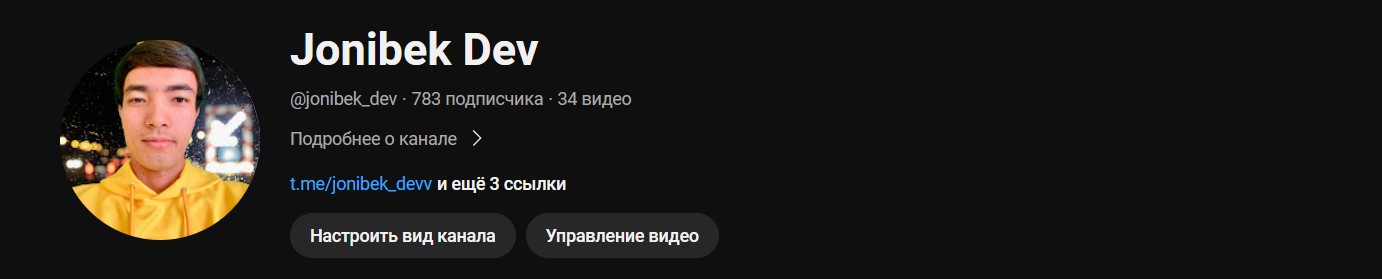 Jonibek Dev
@jonibek_dev · 783 подписчика · 34 видео
Подробнее о канале
t.me/jonibek_devv и ещё 3 ссылки
Настроить вид канала Управление видео